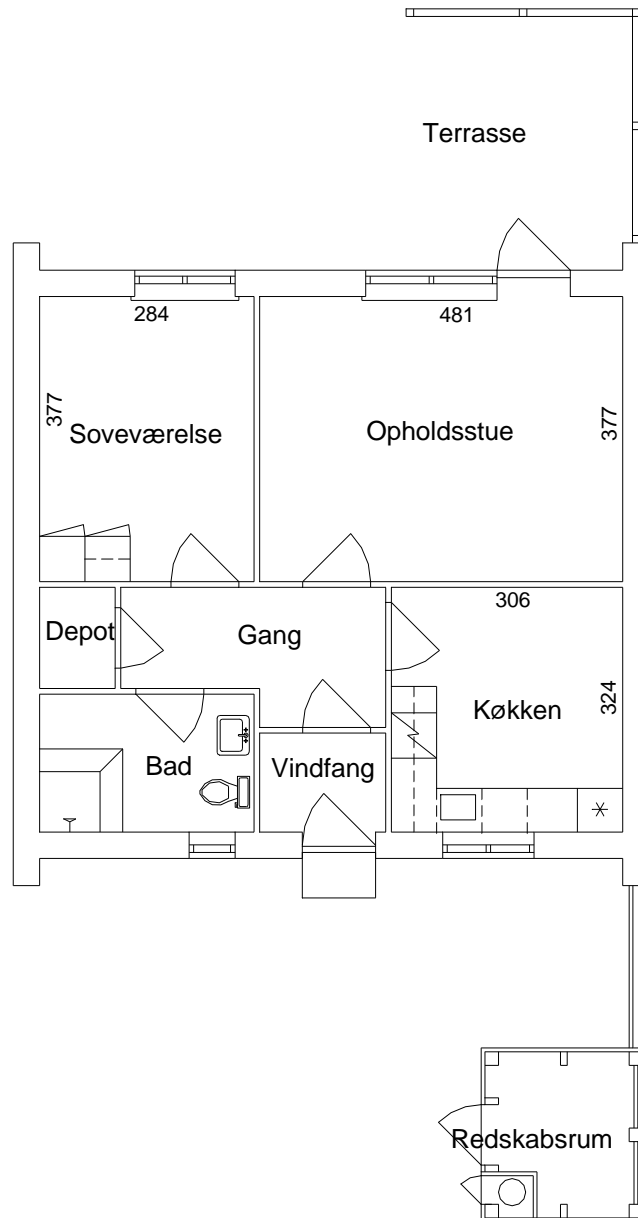 Terrasse
284
481
377
Soveværelse
Opholdsstue
377
306
Depot
Gang
324
Køkken
Bad
Vindfang
Redskabsrum